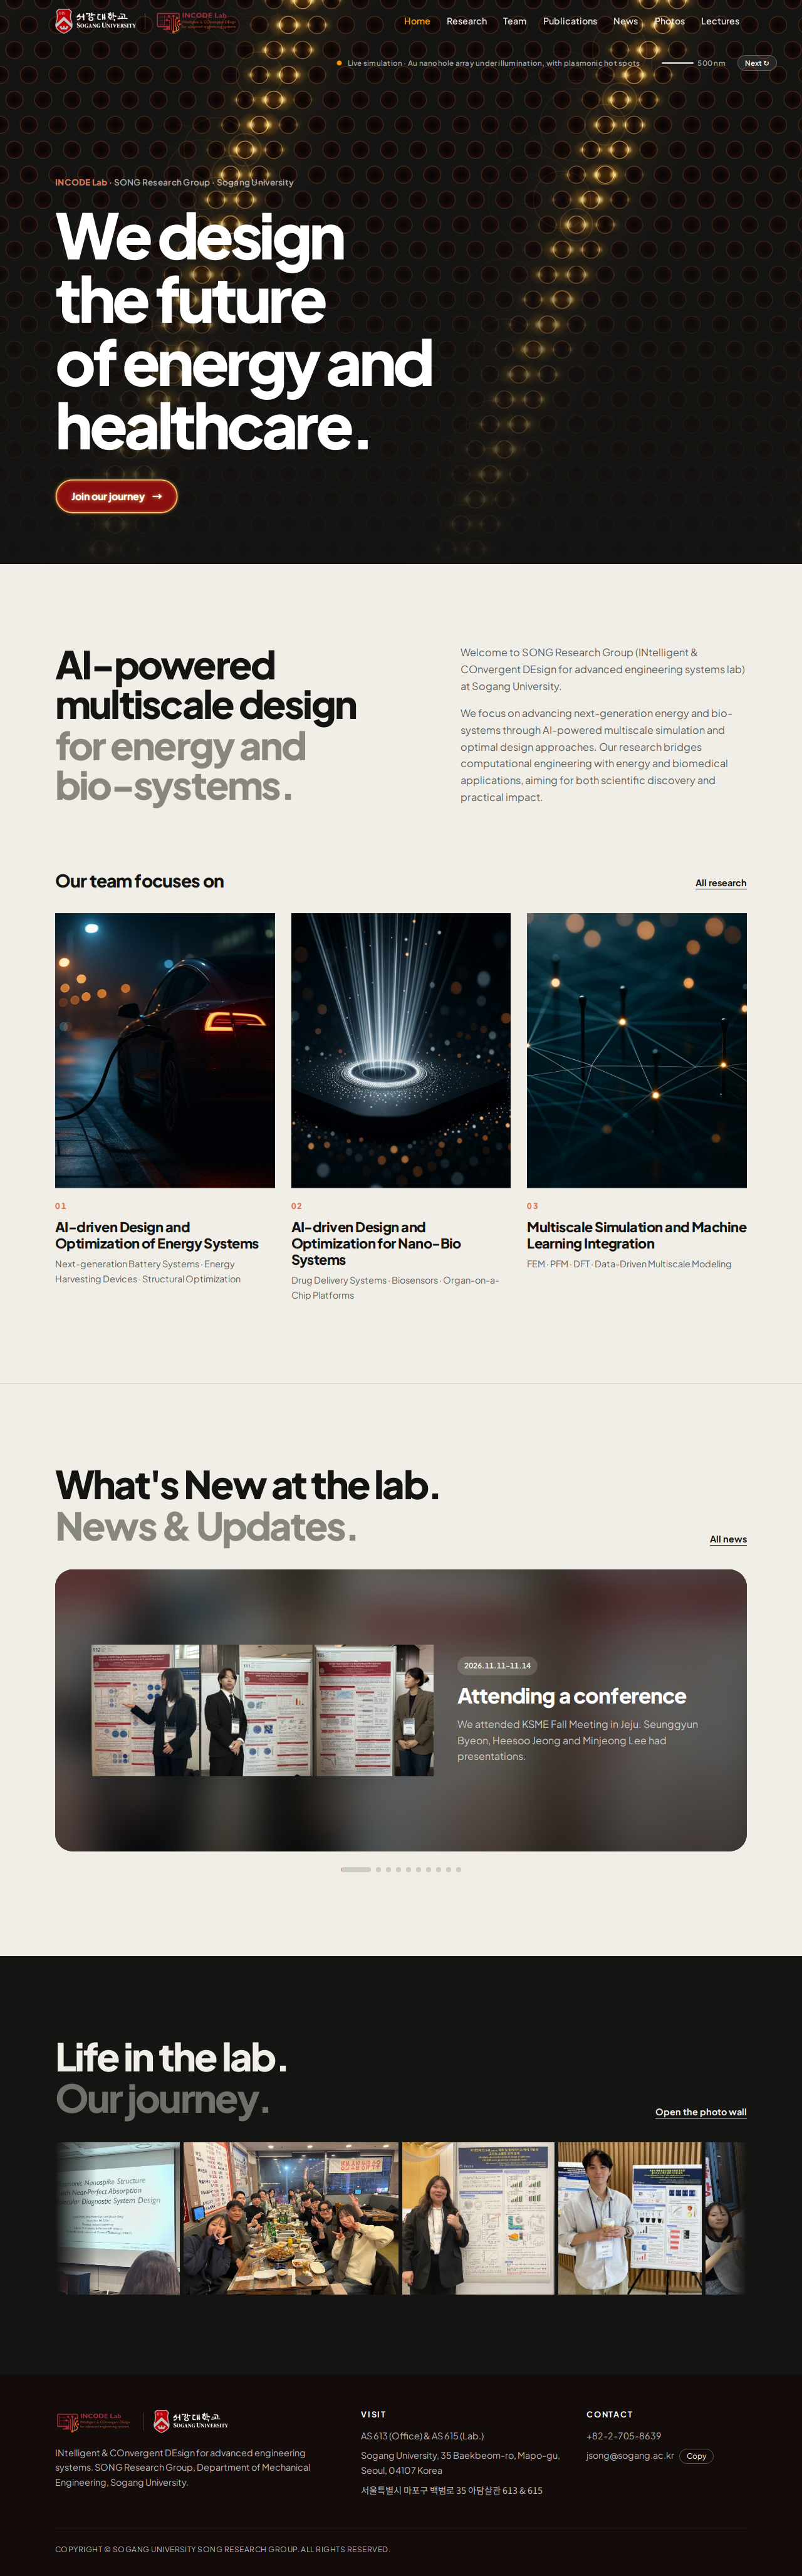 서강대학교
SOGANG UNIVERSITY
INCODE Lab
Home Research Team Publications News Photos Lectures
Live simulation · Au nanohole array under illumination, with plasmonic hot spots
500 nm
Next ↻
INCODE Lab · SONG Research Group · Sogang University
We design
the future
of energy and
healthcare.
Join our journey →
AI-powered
multiscale design
for energy and
bio-systems.
Welcome to SONG Research Group (INtelligent &
COnvergent DEsign for advanced engineering systems lab)
at Sogang University.
We focus on advancing next-generation energy and bio-
systems through AI-powered multiscale simulation and
optimal design approaches. Our research bridges
computational engineering with energy and biomedical
applications, aiming for both scientific discovery and
practical impact.
Our team focuses on
All research
01
AI-driven Design and
Optimization of Energy Systems
Next-generation Battery Systems · Energy
Harvesting Devices · Structural Optimization
02
AI-driven Design and
Optimization for Nano-Bio
Systems
Drug Delivery Systems · Biosensors · Organ-on-a-
Chip Platforms
03
Multiscale Simulation and Machine
Learning Integration
FEM · PFM · DFT · Data-Driven Multiscale Modeling
What's New at the lab.
News & Updates.
All news
2026.11.11-11.14
Attending a conference
We attended KSME Fall Meeting in Jeju. Seunggyun
Byeon, Heesoo Jeong and Minjeong Lee had
presentations.
Life in the lab.
Our journey.
Open the photo wall
Nanospike Structure
Near-Perfect Absorption
Diagnostic System Design
INCODE Lab
서강대학교
SOGANG UNIVERSITY
INtelligent & COnvergent DEsign for advanced engineering
systems. SONG Research Group, Department of Mechanical
Engineering, Sogang University.
VISIT
AS 613 (Office) & AS 615 (Lab.)
Sogang University, 35 Baekbeom-ro, Mapo-gu,
Seoul, 04107 Korea
서울특별시 마포구 백범로 35 아담샬관 613 & 615
CONTACT
+82-2-705-8639
jsong@sogang.ac.kr Copy
COPYRIGHT © SOGANG UNIVERSITY SONG RESEARCH GROUP. ALL RIGHTS RESERVED.